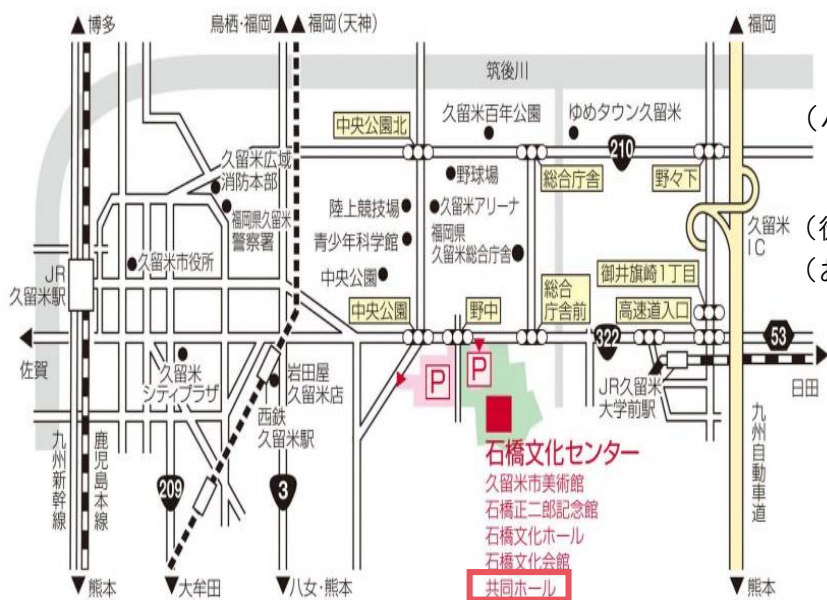 ▲博多
鳥栖・福岡▲
▲福岡(天神)
▲福岡
筑後川
中央公園北
久留米百年公園
ゆめタウン久留米
210
久留米広域
消防本部
野球場
総合庁舎
野々下
福岡県久留米
警察署
陸上競技場
久留米アリーナ
青少年科学館
福岡県
久留米総合庁舎
久留米
IC
久留米市役所
JR
久留米駅
中央公園
御井旗崎1丁目
中央公園
野中
総合
庁舎前
高速道入口
322
53
佐賀
久留米
シティプラザ
岩田屋
久留米店
P
P
JR久留米
大学前駅
日田
西鉄
久留米駅
石橋文化センター
久留米市美術館
石橋正二郎記念館
石橋文化ホール
石橋文化会館
共同ホール
九州新幹線
鹿児島本線
209
3
九州自動車道
▼熊本
▼大牟田
▼八女・熊本
▼熊本